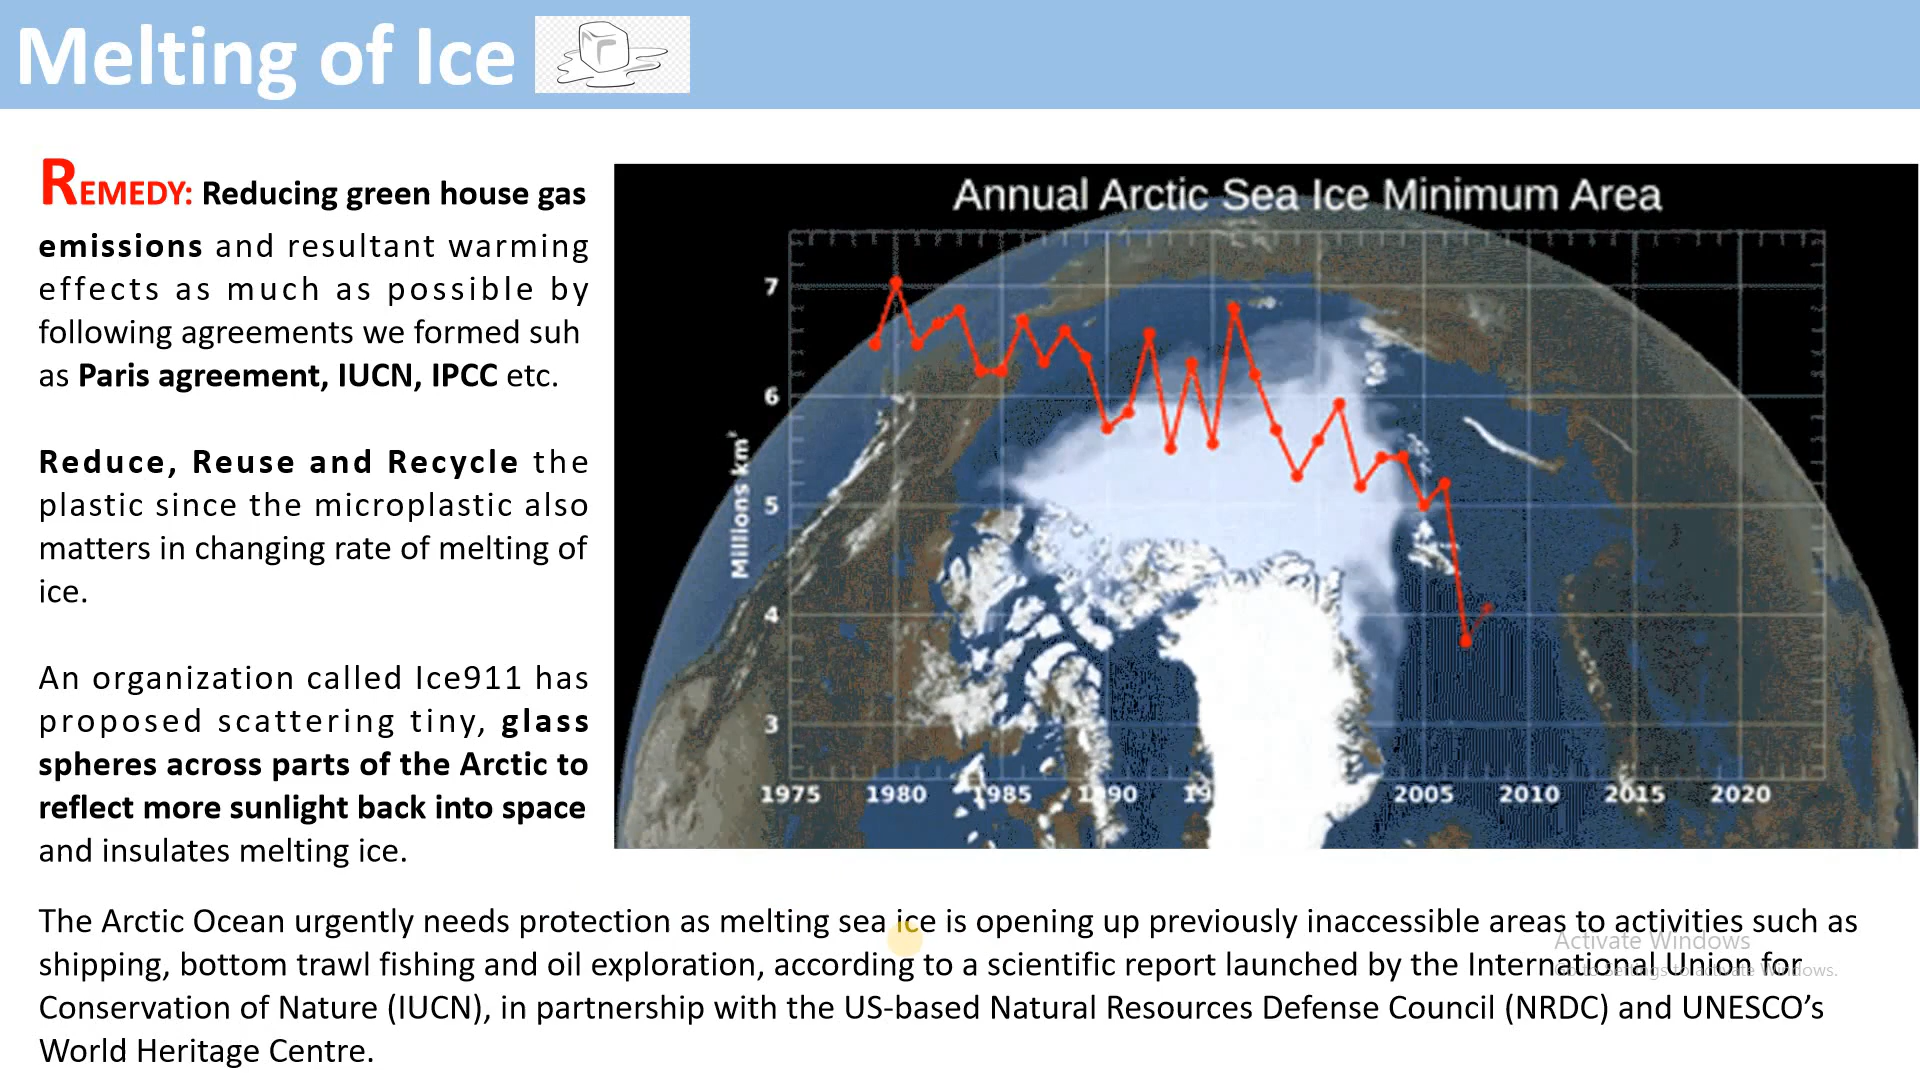 Melting of Ice
REMEDY: Reducing green house gas
emissions and resultant warming
effects as much as possible by
following agreements we formed suh
as Paris agreement, IUCN, IPCC etc.
Reduce, Reuse and Recycle the
plastic since the microplastic also
matters in changing rate of melting of
ice.
An organization called Ice911 has
proposed scattering tiny, glass
spheres across parts of the Arctic to
reflect more sunlight back into space
and insulates melting ice.
Annual Arctic Sea Ice Minimum Area
Millions km²
7
6
5
4
3
1975 1980 1985 1990 19 2005 2010 2015 2020
The Arctic Ocean urgently needs protection as melting sea ice is opening up previously inaccessible areas to activities such as
shipping, bottom trawl fishing and oil exploration, according to a scientific report launched by the International Union for
Conservation of Nature (IUCN), in partnership with the US-based Natural Resources Defense Council (NRDC) and UNESCO’s
World Heritage Centre.
Activate Windows
Go to Settings to activate Windows.